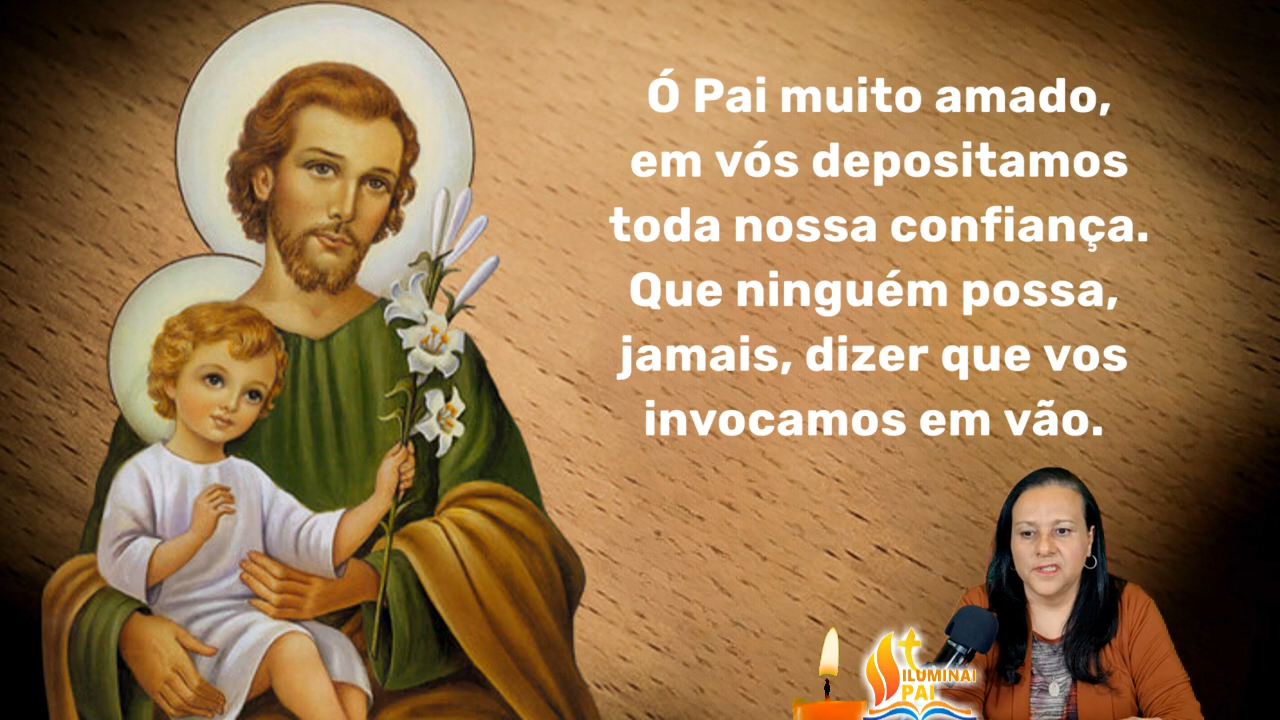 Ó Pai muito amado,
em vós depositamos
toda nossa confiança.
Que ninguém possa,
jamais, dizer que vos
invocamos em vão.
ILUMINAI
PAI